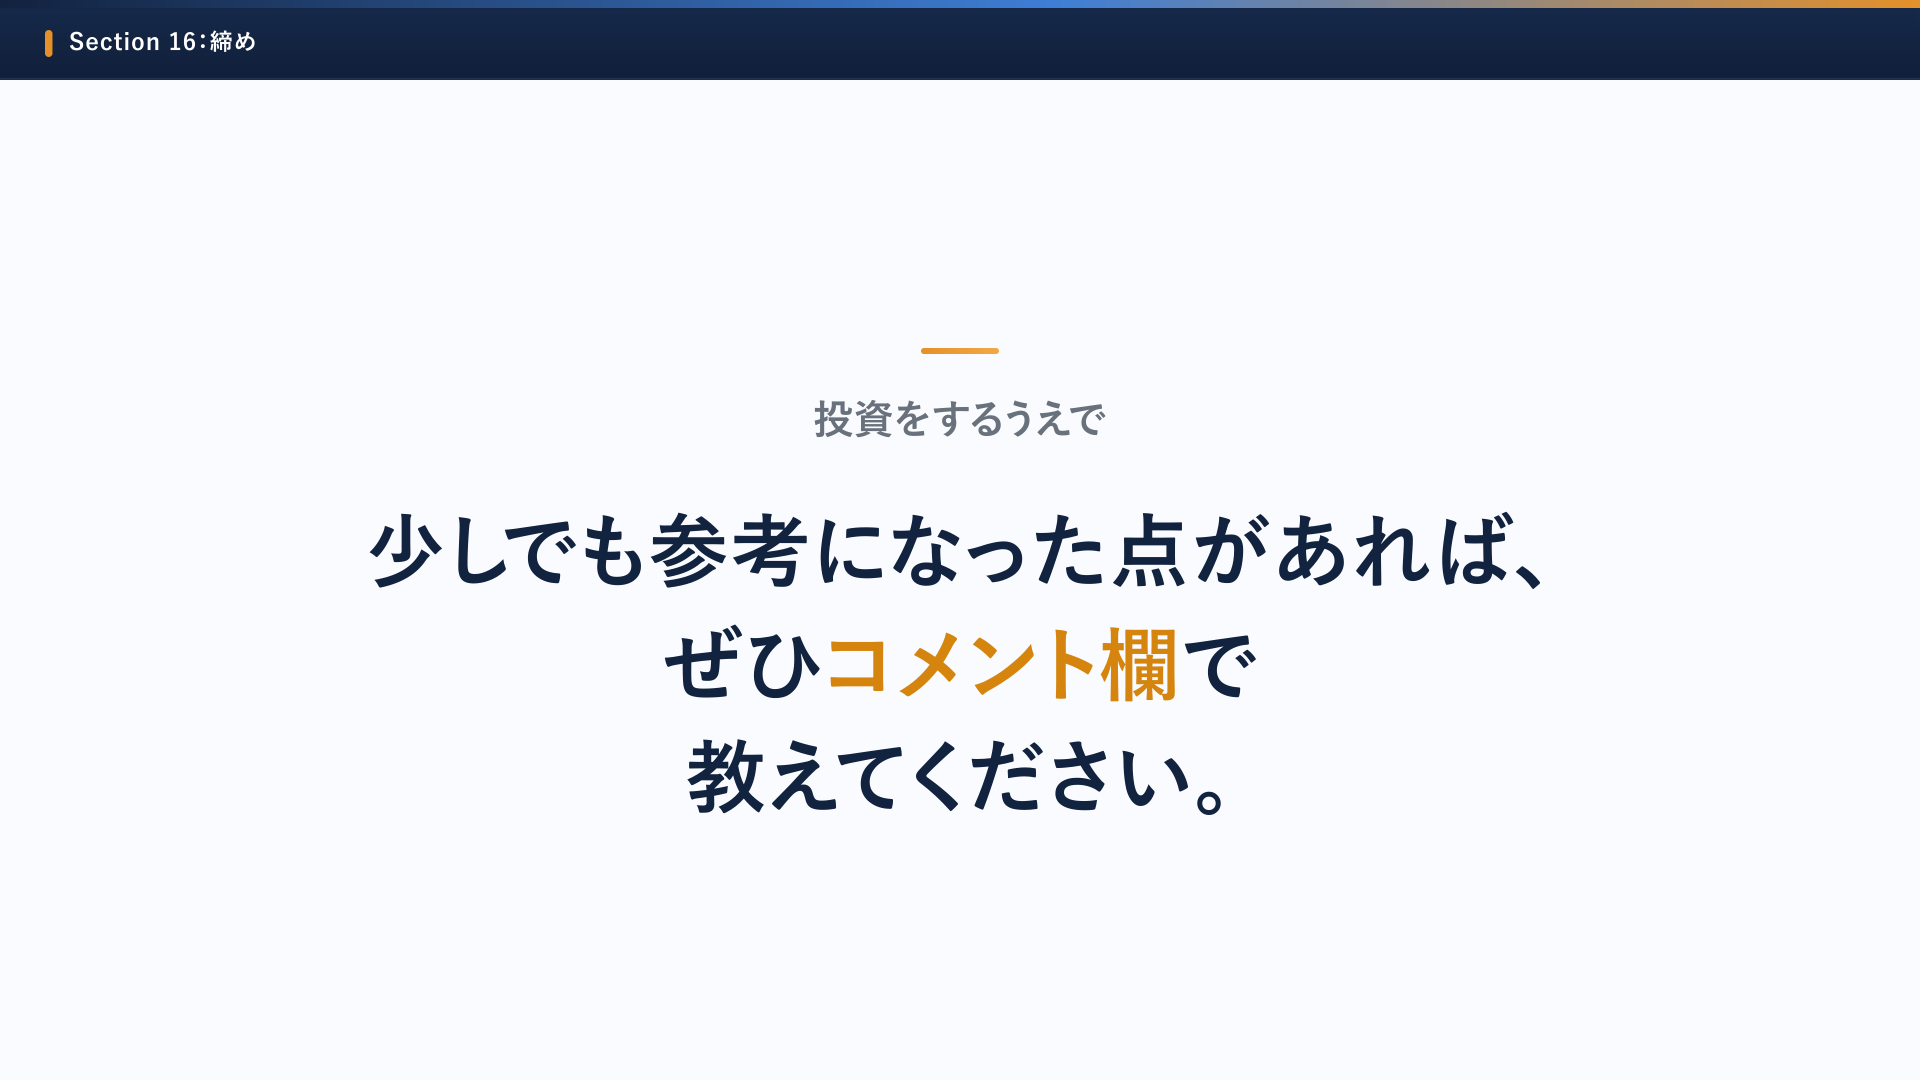 Section 16：締め
投資をするうえで
少しでも参考になった点があれば、
ぜひコメント欄で
教えてください。